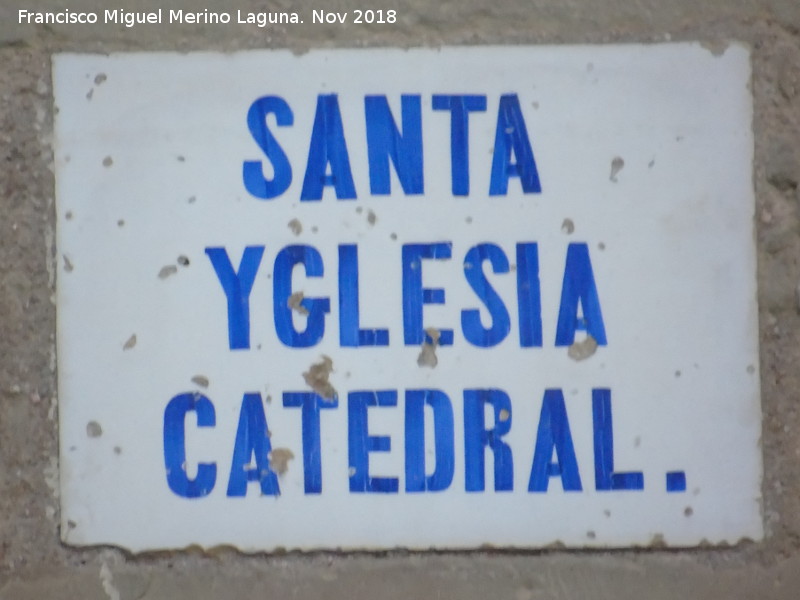 Francisco Miguel Merino Laguna. Nov 2018
SANTA
YGLESIA
CATEDRAL.